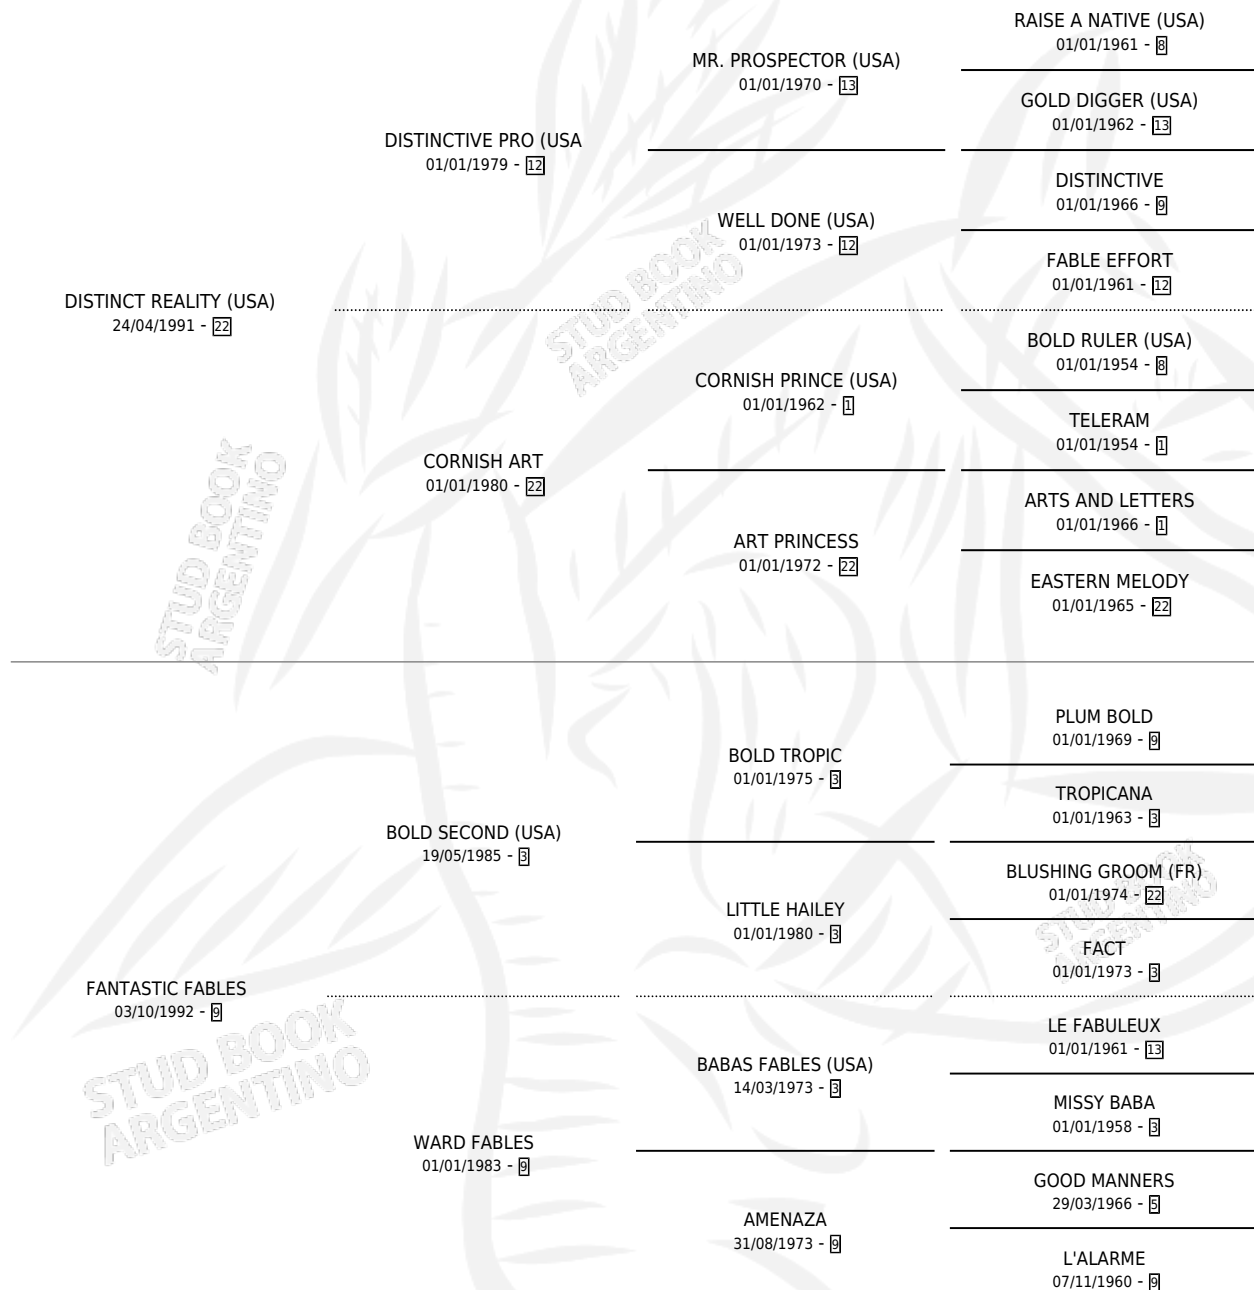 RAISE A NATIVE (USA)
01/01/1961 - 8
MR. PROSPECTOR (USA)
01/01/1970 - 13
GOLD DIGGER (USA)
01/01/1962 - 13
DISTINCTIVE PRO (USA
01/01/1979 - 12
DISTINCTIVE
01/01/1966 - 9
WELL DONE (USA)
01/01/1973 - 12
FABLE EFFORT
01/01/1961 - 12
DISTINCT REALITY (USA)
24/04/1991 - 22
BOLD RULER (USA)
01/01/1954 - 8
CORNISH PRINCE (USA)
01/01/1962 - 1
TELERAM
01/01/1954 - 1
CORNISH ART
01/01/1980 - 22
ARTS AND LETTERS
01/01/1966 - 1
ART PRINCESS
01/01/1972 - 22
EASTERN MELODY
01/01/1965 - 22
PLUM BOLD
01/01/1969 - 9
BOLD TROPIC
01/01/1975 - 3
TROPICANA
01/01/1963 - 3
BOLD SECOND (USA)
19/05/1985 - 3
BLUSHING GROOM (FR)
01/01/1974 - 22
LITTLE HAILEY
01/01/1980 - 3
FACT
01/01/1973 - 3
FANTASTIC FABLES
03/10/1992 - 9
LE FABULEUX
01/01/1961 - 13
BABAS FABLES (USA)
14/03/1973 - 3
MISSY BABA
01/01/1958 - 3
WARD FABLES
01/01/1983 - 9
GOOD MANNERS
29/03/1966 - 5
AMENAZA
31/08/1973 - 9
L'ALARME
07/11/1960 - 9
STUD BOOK
ARGENTINO
STUD BOOK
ARGENTINO
STUD BOOK
ARGENTINO
STUD BOOK
ARGENTINO